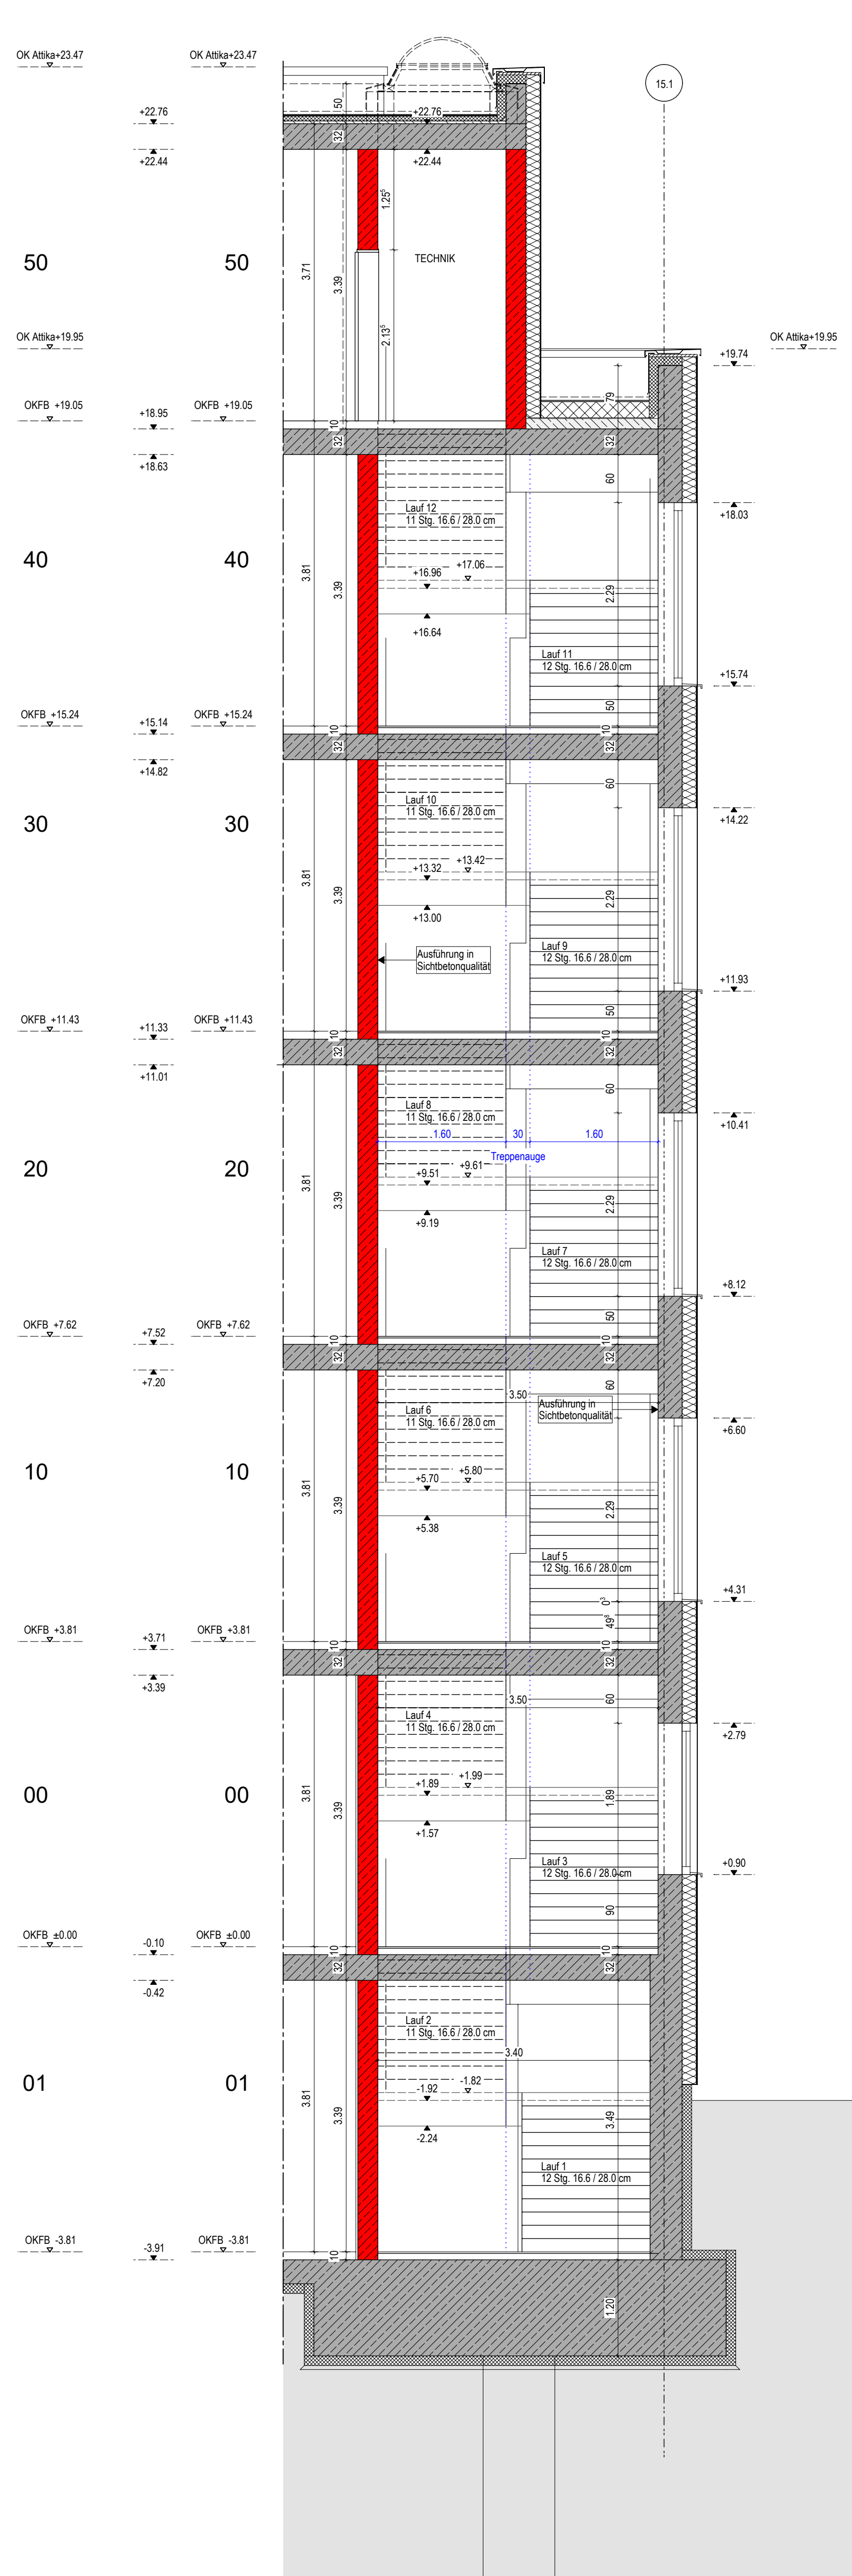 OK Attika+23.47
OK Attika+23.47
15.1
+22.76
+22.76
50
32
+22.44
+22.44
1.25⁵
50
50
TECHNIK
3.71
3.39
2.13⁵
OK Attika+19.95
OK Attika+19.95
+19.74
79
OKFB +19.05
OKFB +19.05
+18.95
10
32
32
+18.63
60
Lauf 12
11 Stg. 16.6 / 28.0 cm
+18.03
40
40
+17.06
+16.96
3.81
3.39
2.29
+16.64
Lauf 11
12 Stg. 16.6 / 28.0 cm
+15.74
50
OKFB +15.24
OKFB +15.24
+15.14
10
10
32
32
+14.82
60
Lauf 10
11 Stg. 16.6 / 28.0 cm
+14.22
30
30
+13.42
+13.32
3.81
3.39
2.29
+13.00
Lauf 9
12 Stg. 16.6 / 28.0 cm
Ausführung in
Sichtbetonqualität
+11.93
50
OKFB +11.43
OKFB +11.43
+11.33
10
10
32
32
+11.01
60
Lauf 8
11 Stg. 16.6 / 28.0 cm
+10.41
1.60
30
1.60
Treppenauge
20
20
+9.61
+9.51
3.81
3.39
2.29
+9.19
Lauf 7
12 Stg. 16.6 / 28.0 cm
+8.12
50
OKFB +7.62
OKFB +7.62
+7.52
10
10
32
32
+7.20
60
3.50
Ausführung in
Sichtbetonqualität
Lauf 6
11 Stg. 16.6 / 28.0 cm
+6.60
10
10
+5.80
+5.70
3.81
3.39
2.29
+5.38
Lauf 5
12 Stg. 16.6 / 28.0 cm
+4.31
0³
49⁸
OKFB +3.81
OKFB +3.81
+3.71
10
10
32
32
+3.39
60
3.50
Lauf 4
11 Stg. 16.6 / 28.0 cm
+2.79
00
00
+1.99
+1.89
3.81
3.39
1.89
+1.57
Lauf 3
12 Stg. 16.6 / 28.0 cm
+0.90
90
OKFB ±0.00
OKFB ±0.00
-0.10
10
10
32
32
-0.42
Lauf 2
11 Stg. 16.6 / 28.0 cm
3.40
01
01
-1.82
-1.92
3.81
3.39
3.49
-2.24
Lauf 1
12 Stg. 16.6 / 28.0 cm
OKFB -3.81
OKFB -3.81
-3.91
10
1.20